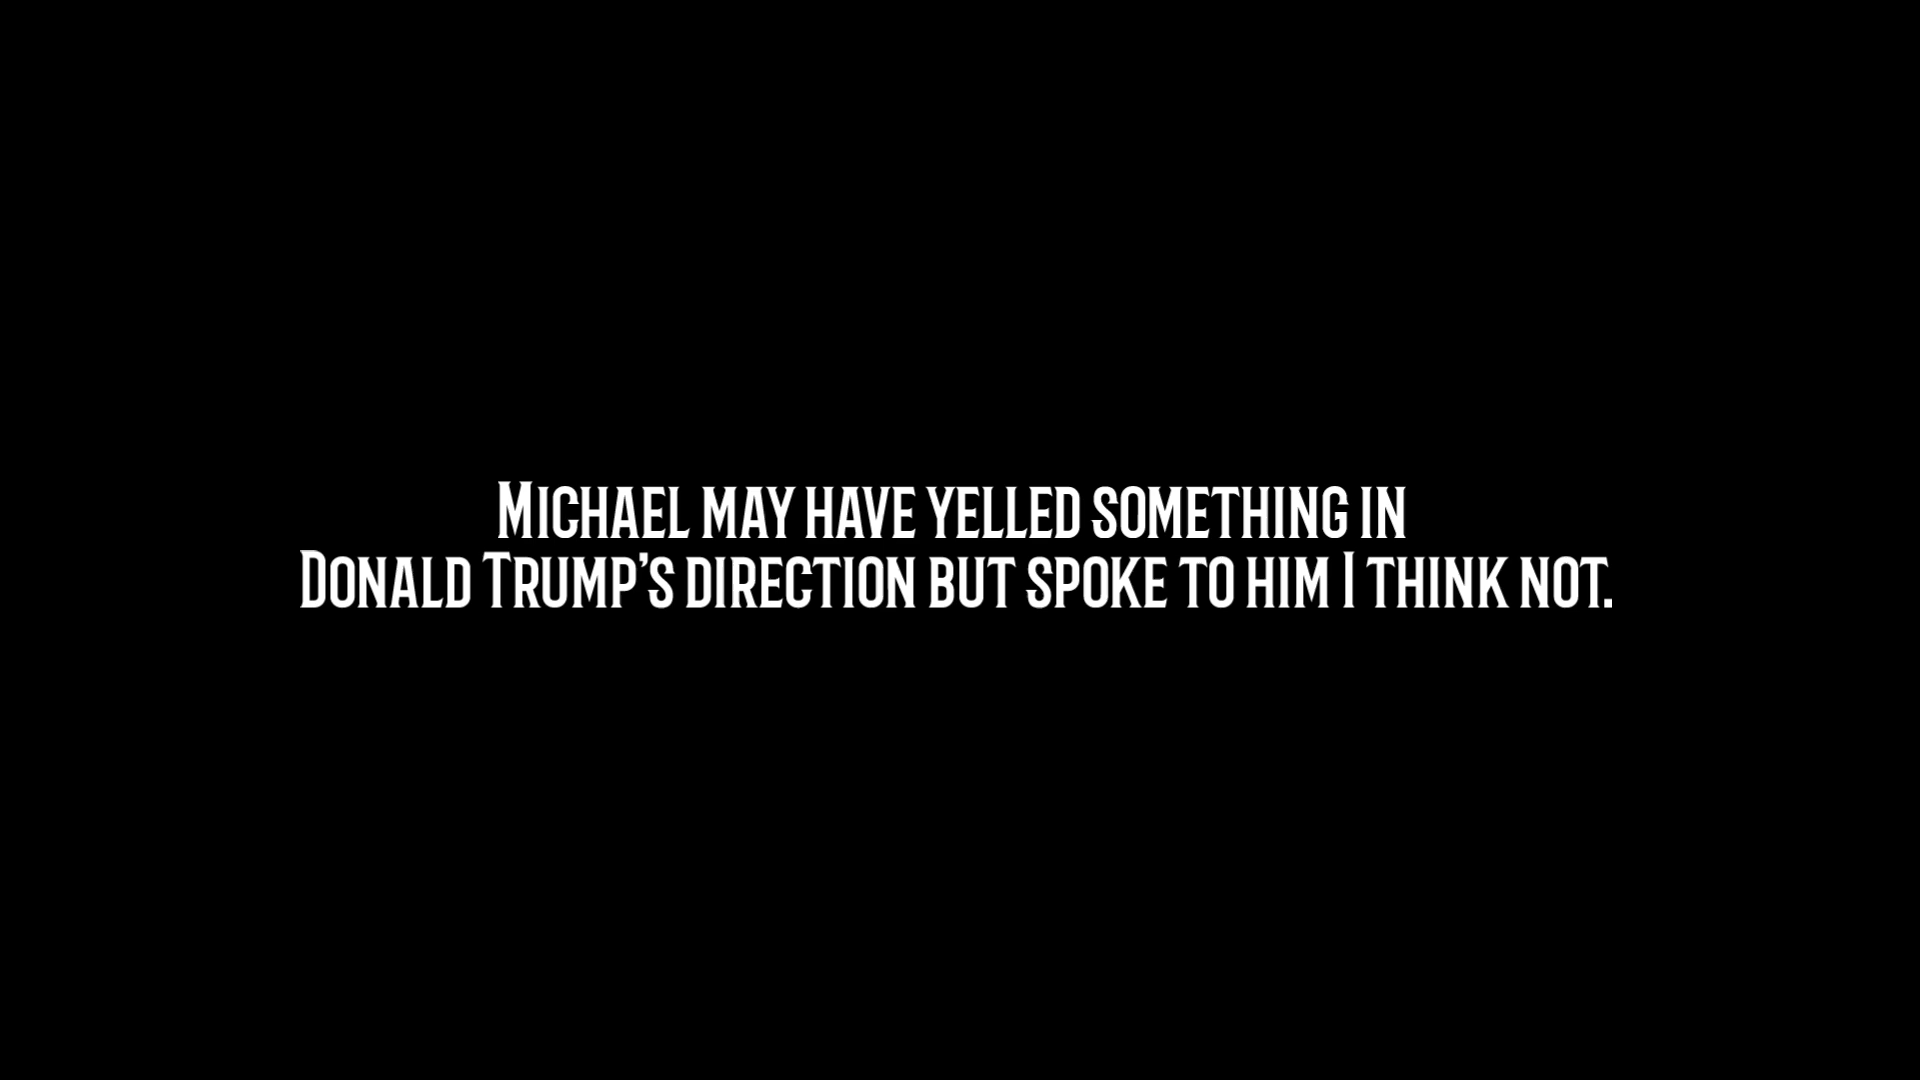 Michael may have yelled something in
Donald Trump’s direction but spoke to him I think not.